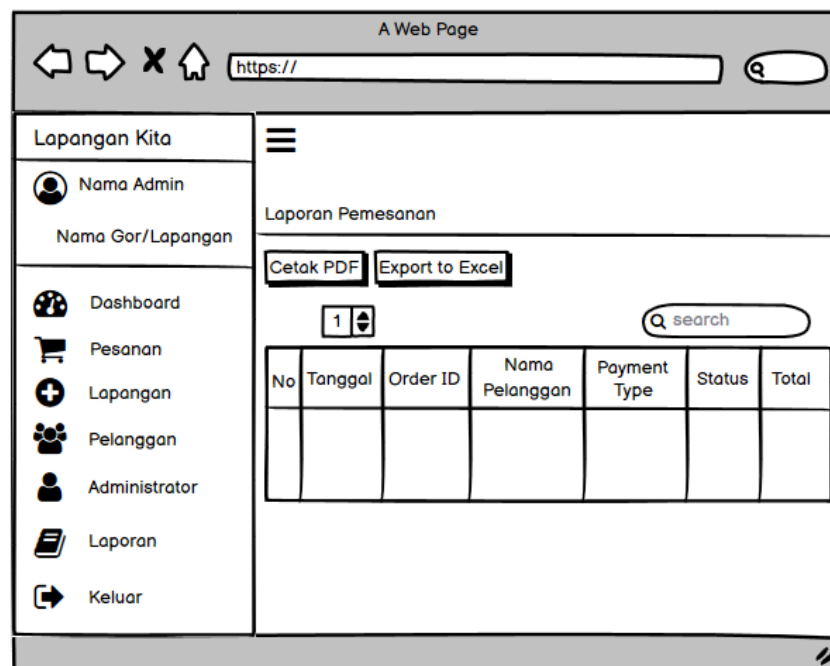 A Web Page
https://
Lapangan Kita
Nama Admin
Nama Gor/Lapangan
Dashboard
Pesanan
Lapangan
Pelanggan
Administrator
Laporan
Keluar
Laporan Pemesanan
Cetak PDF Export to Excel
1 search
No Tanggal Order ID Nama Pelanggan Payment Type Status Total